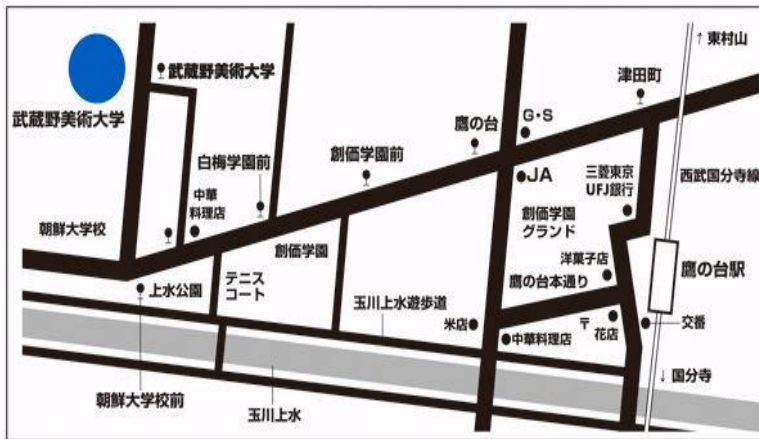 ↑ 東村山
武蔵野美術大学
武蔵野美術大学
津田町
G・S
鷹の台
白梅学園前
創価学園前
JA
三菱東京
UFJ銀行
西武国分寺線
中華
料理店
朝鮮大学校
創価学園
創価学園
グランド
洋菓子店
鷹の台駅
上水公園
テニス
コート
鷹の台本通り
玉川上水遊歩道
米店
中華料理店
〒
花店
交番
↓ 国分寺
朝鮮大学校前
玉川上水